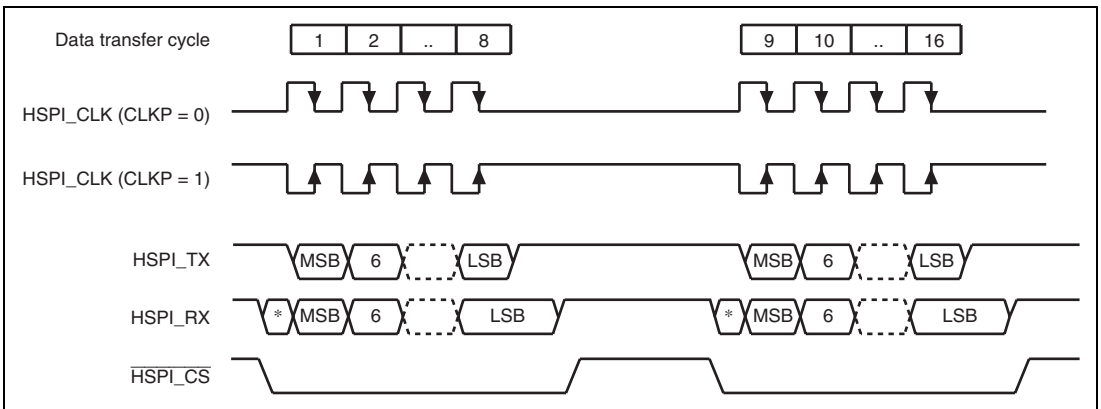 Data transfer cycle 1 2 .. 8 9 10 .. 16
HSPI_CLK (CLKP = 0)
HSPI_CLK (CLKP = 1)
HSPI_TX MSB 6 LSB MSB 6 LSB
HSPI_RX * MSB 6 LSB * MSB 6 LSB
HSPI_CS